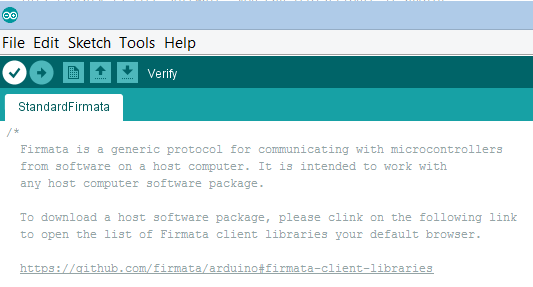 File Edit Sketch Tools Help
Verify
StandardFirmata
/*
Firmata is a generic protocol for communicating with microcontrollers
from software on a host computer. It is intended to work with
any host computer software package.
To download a host software package, please clink on the following link
to open the list of Firmata client libraries your default browser.
https://github.com/firmata/arduino#firmata-client-libraries